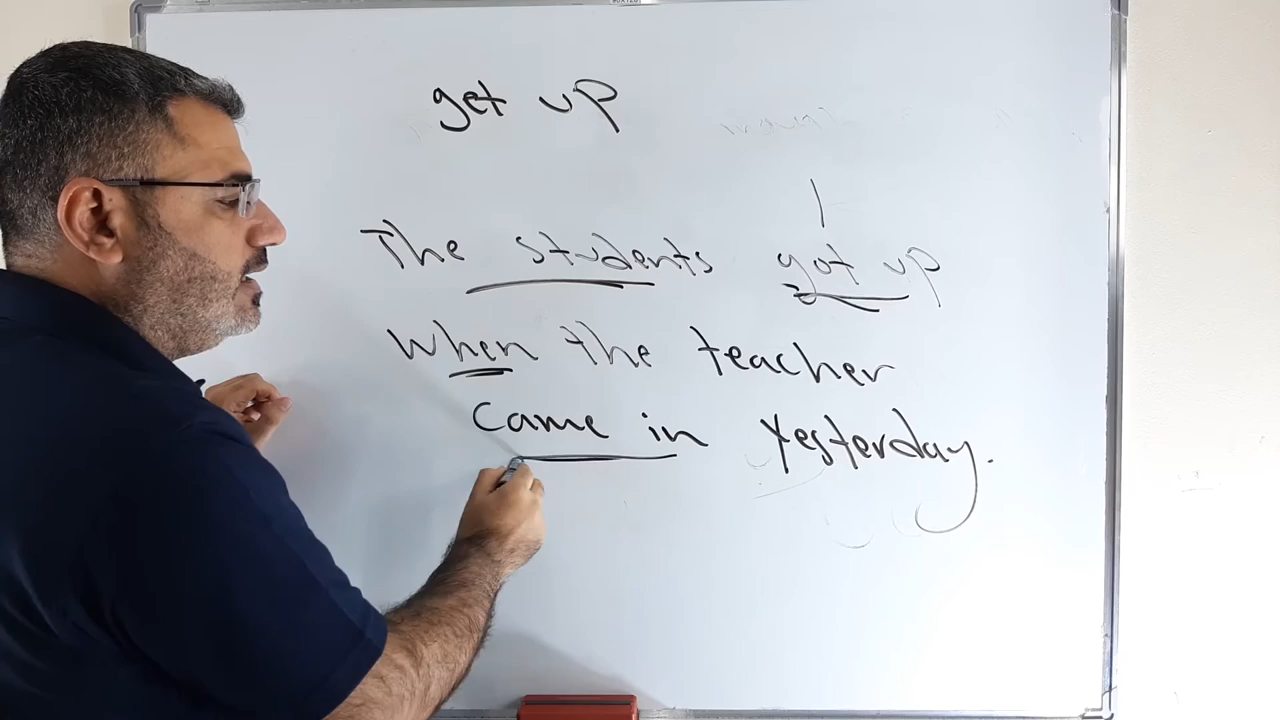 get up
The students got up
when the teacher
came in yesterday.